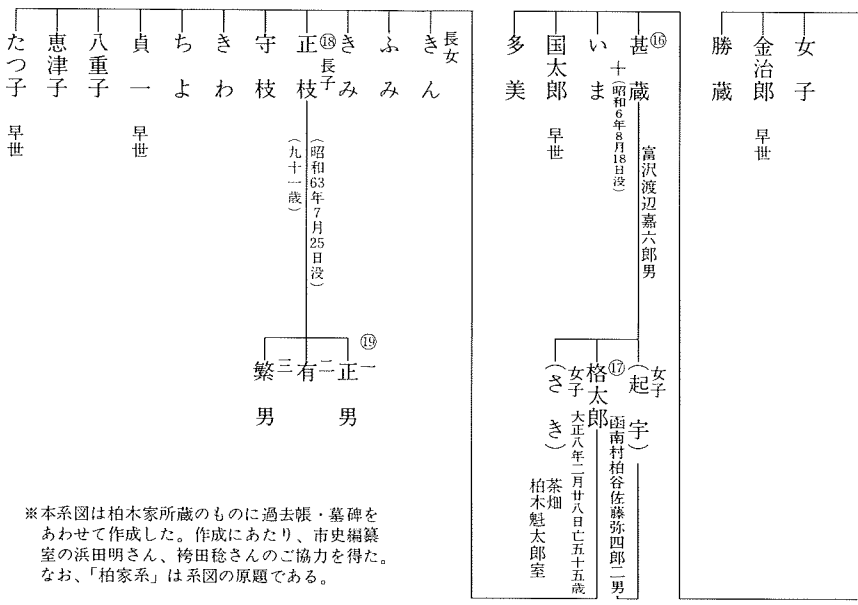 女子
金治郎 早世
勝蔵
⑯甚蔵
富沢渡辺嘉六郎男
十(昭和6年8月18日没)
いま
国太郎 早世
多美
女子
(起宇)
函南村柏谷佐藤弥四郎二男
⑰格太郎
大正八年二月廿八日亡五十五歳
女子
(さき)
茶畑
柏木魁太郎室
長女
きん
ふみ
きみ
⑱長子
正枝
(昭和63年7月25日没)
(九十一歳)
守枝
きわ
ちよ
貞一 早世
八重子
恵津子
たつ子 早世
⑲一
正男
二
有
三
繁男
※本系図は柏木家所蔵のものに過去帳・墓碑を
あわせて作成した。作成にあたり、市史編纂
室の浜田明さん、袴田稔さんのご協力を得た。
なお、「柏家系」は系図の原題である。